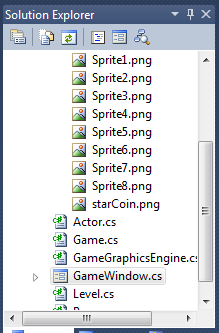 Solution Explorer
Sprite1.png
Sprite2.png
Sprite3.png
Sprite4.png
Sprite5.png
Sprite6.png
Sprite7.png
Sprite8.png
starCoin.png
Actor.cs
Game.cs
GameGraphicsEngine.cs
GameWindow.cs
Level.cs